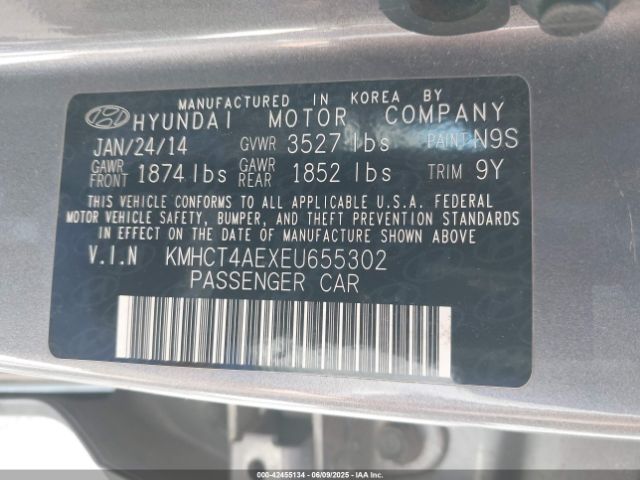 MANUFACTURED IN KOREA BY
HYUNDAI MOTOR COMPANY
JAN/24/14 GVWR 3527 lbs PAINT N9S
GAWR FRONT 1874 lbs GAWR REAR 1852 lbs TRIM 9Y
THIS VEHICLE CONFORMS TO ALL APPLICABLE U.S.A. FEDERAL
MOTOR VEHICLE SAFETY, BUMPER, AND THEFT PREVENTION STANDARDS
IN EFFECT ON THE DATE OF MANUFACTURE SHOWN ABOVE
V.I.N KMHCT4AEXEU655302
PASSENGER CAR
000-42455134 - 06/09/2025 - IAA Inc.